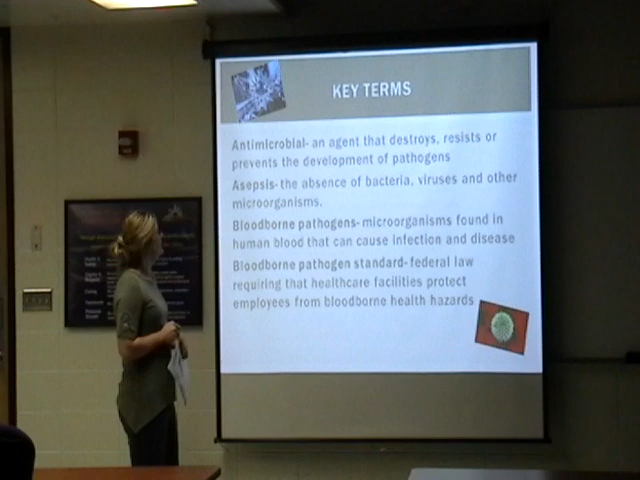 KEY TERMS
Antimicrobial- an agent that destroys, resists or
prevents the development of pathogens
Asepsis- the absence of bacteria, viruses and other
microorganisms.
Bloodborne pathogens- microorganisms found in
human blood that can cause infection and disease
Bloodborne pathogen standard- federal law
requiring that healthcare facilities protect
employees from bloodborne health hazards